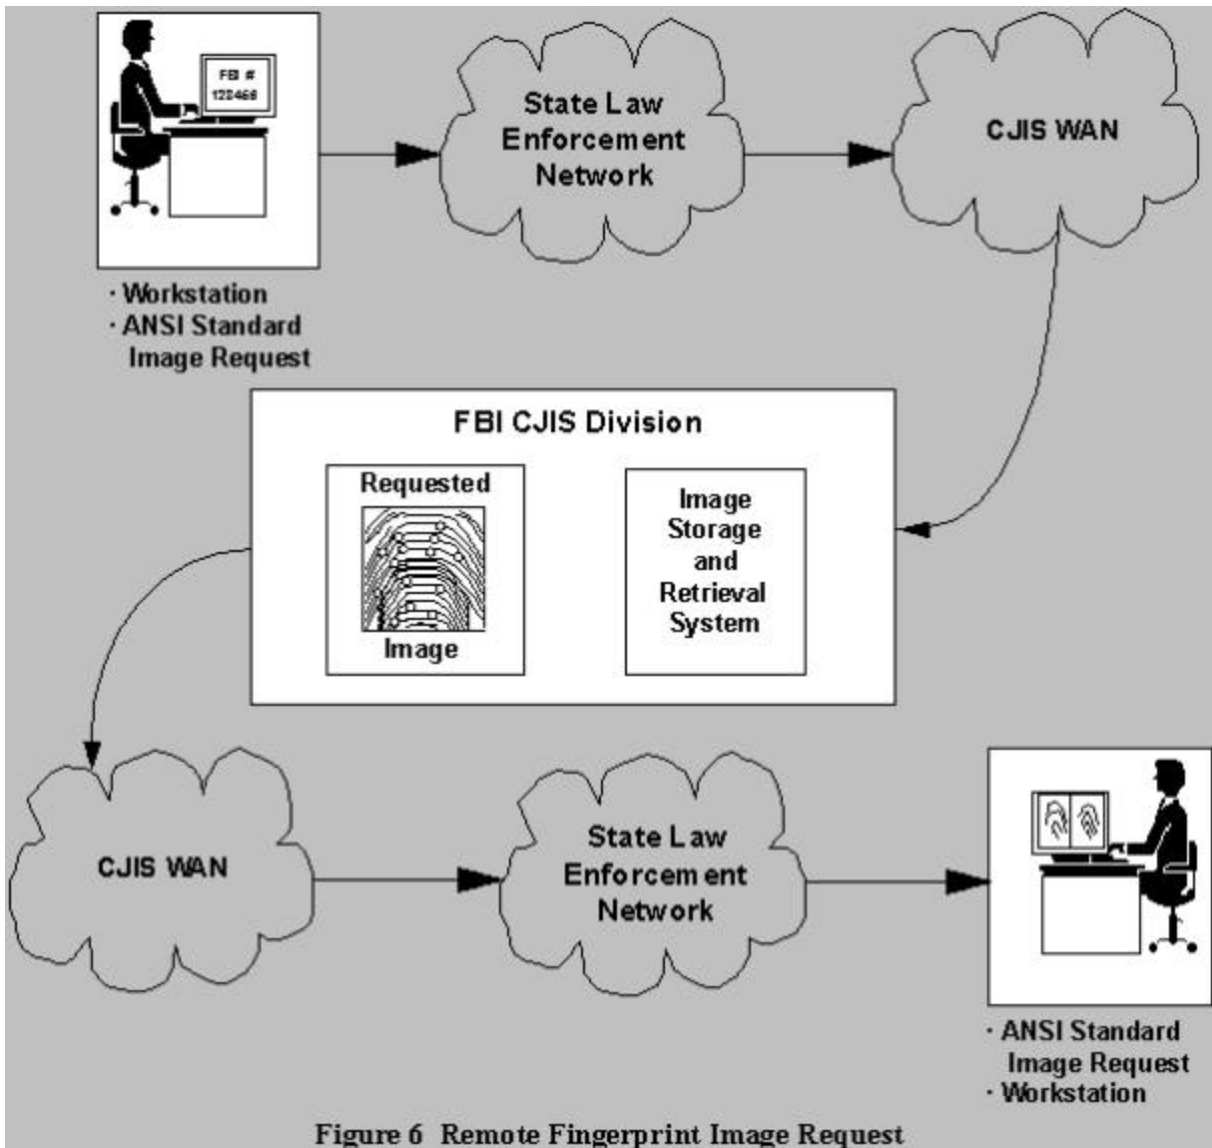 FBI #
123456
State Law
Enforcement
Network
CJIS WAN
· Workstation
· ANSI Standard
Image Request
FBI CJIS Division
Requested
Image
Image
Storage
and
Retrieval
System
CJIS WAN
State Law
Enforcement
Network
· ANSI Standard
Image Request
· Workstation
Figure 6 Remote Fingerprint Image Request